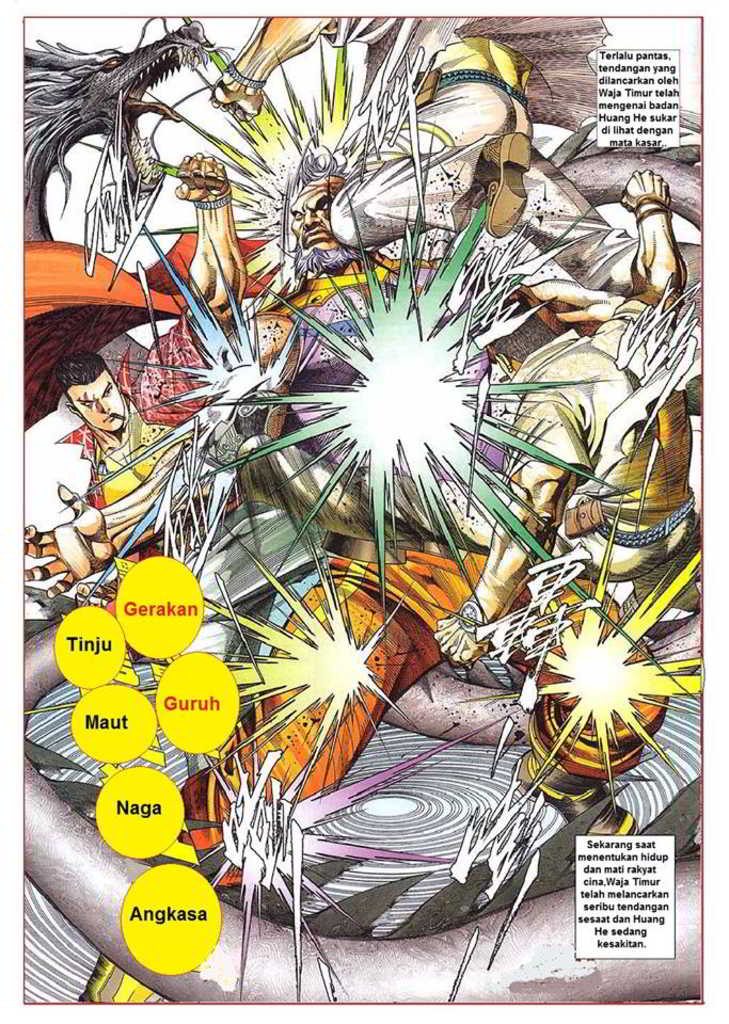 Terlalu pantas,
tendangan yang
dilancarkan oleh
Waja Timur telah
mengenai badan
Huang He sukar
di lihat dengan
mata kasar..
Gerakan
Tinju
Guruh
Maut
Naga
Angkasa
Sekarang saat
menentukan hidup
dan mati rakyat
cina,Waja Timur
telah melancarkan
seribu tendangan
sesaat dan Huang
He sedang
kesakitan.